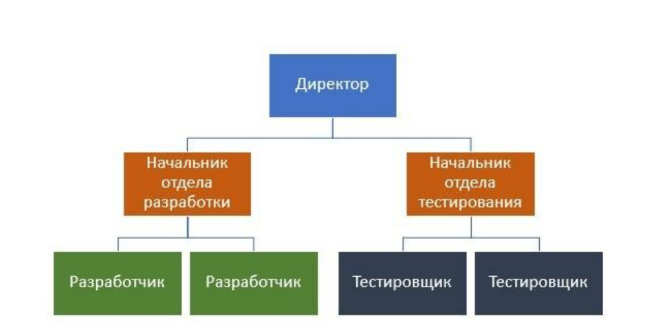 Директор
Начальник
отдела
разработки
Начальник
отдела
тестирования
Разработчик
Разработчик
Тестировщик
Тестировщик